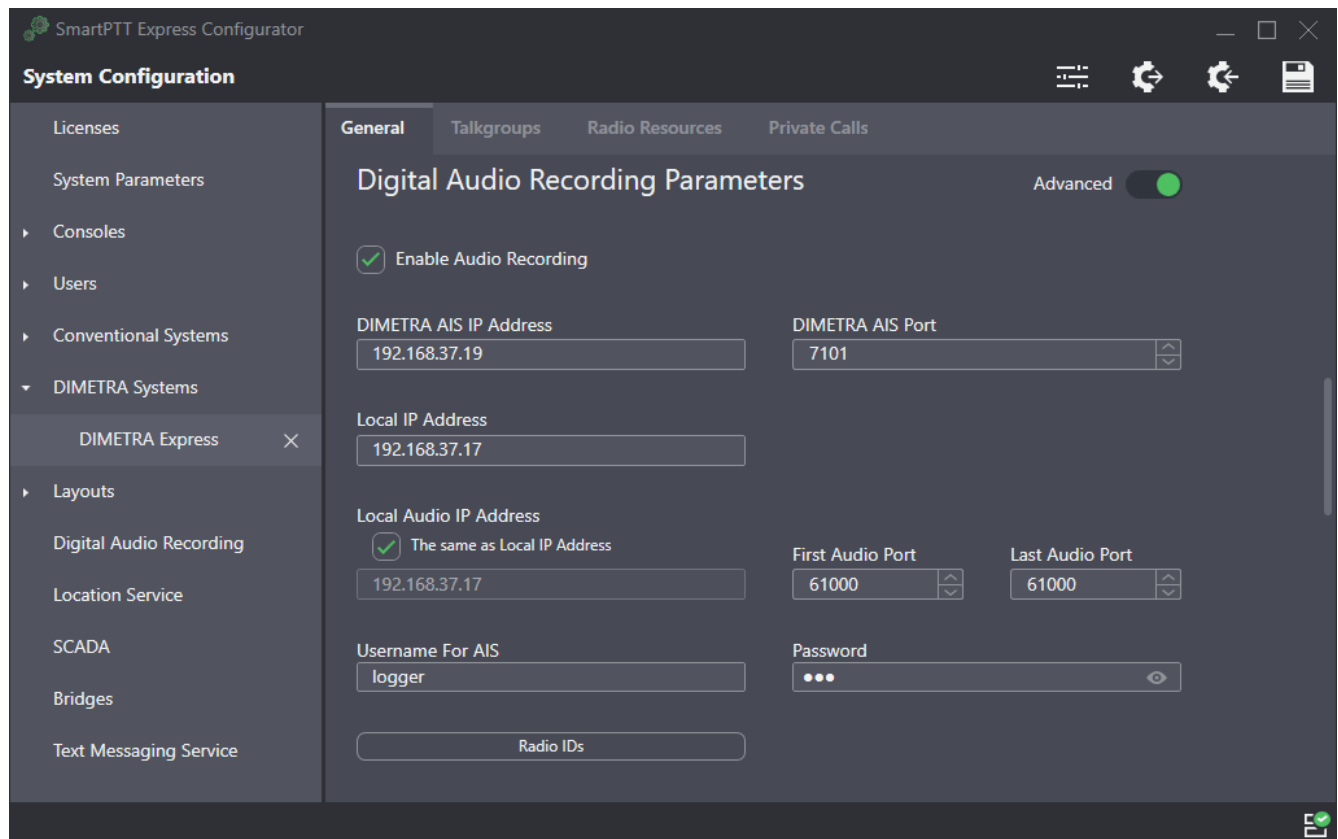 SmartPTT Express Configurator
System Configuration
Licenses
System Parameters
Consoles
Users
Conventional Systems
DIMETRA Systems
DIMETRA Express
Layouts
Digital Audio Recording
Location Service
SCADA
Bridges
Text Messaging Service
General Talkgroups Radio Resources Private Calls
Digital Audio Recording Parameters Advanced
Enable Audio Recording
DIMETRA AIS IP Address DIMETRA AIS Port
192.168.37.19 7101
Local IP Address
192.168.37.17
Local Audio IP Address
The same as Local IP Address
First Audio Port Last Audio Port
192.168.37.17 61000 61000
Username For AIS Password
logger •••
Radio IDs